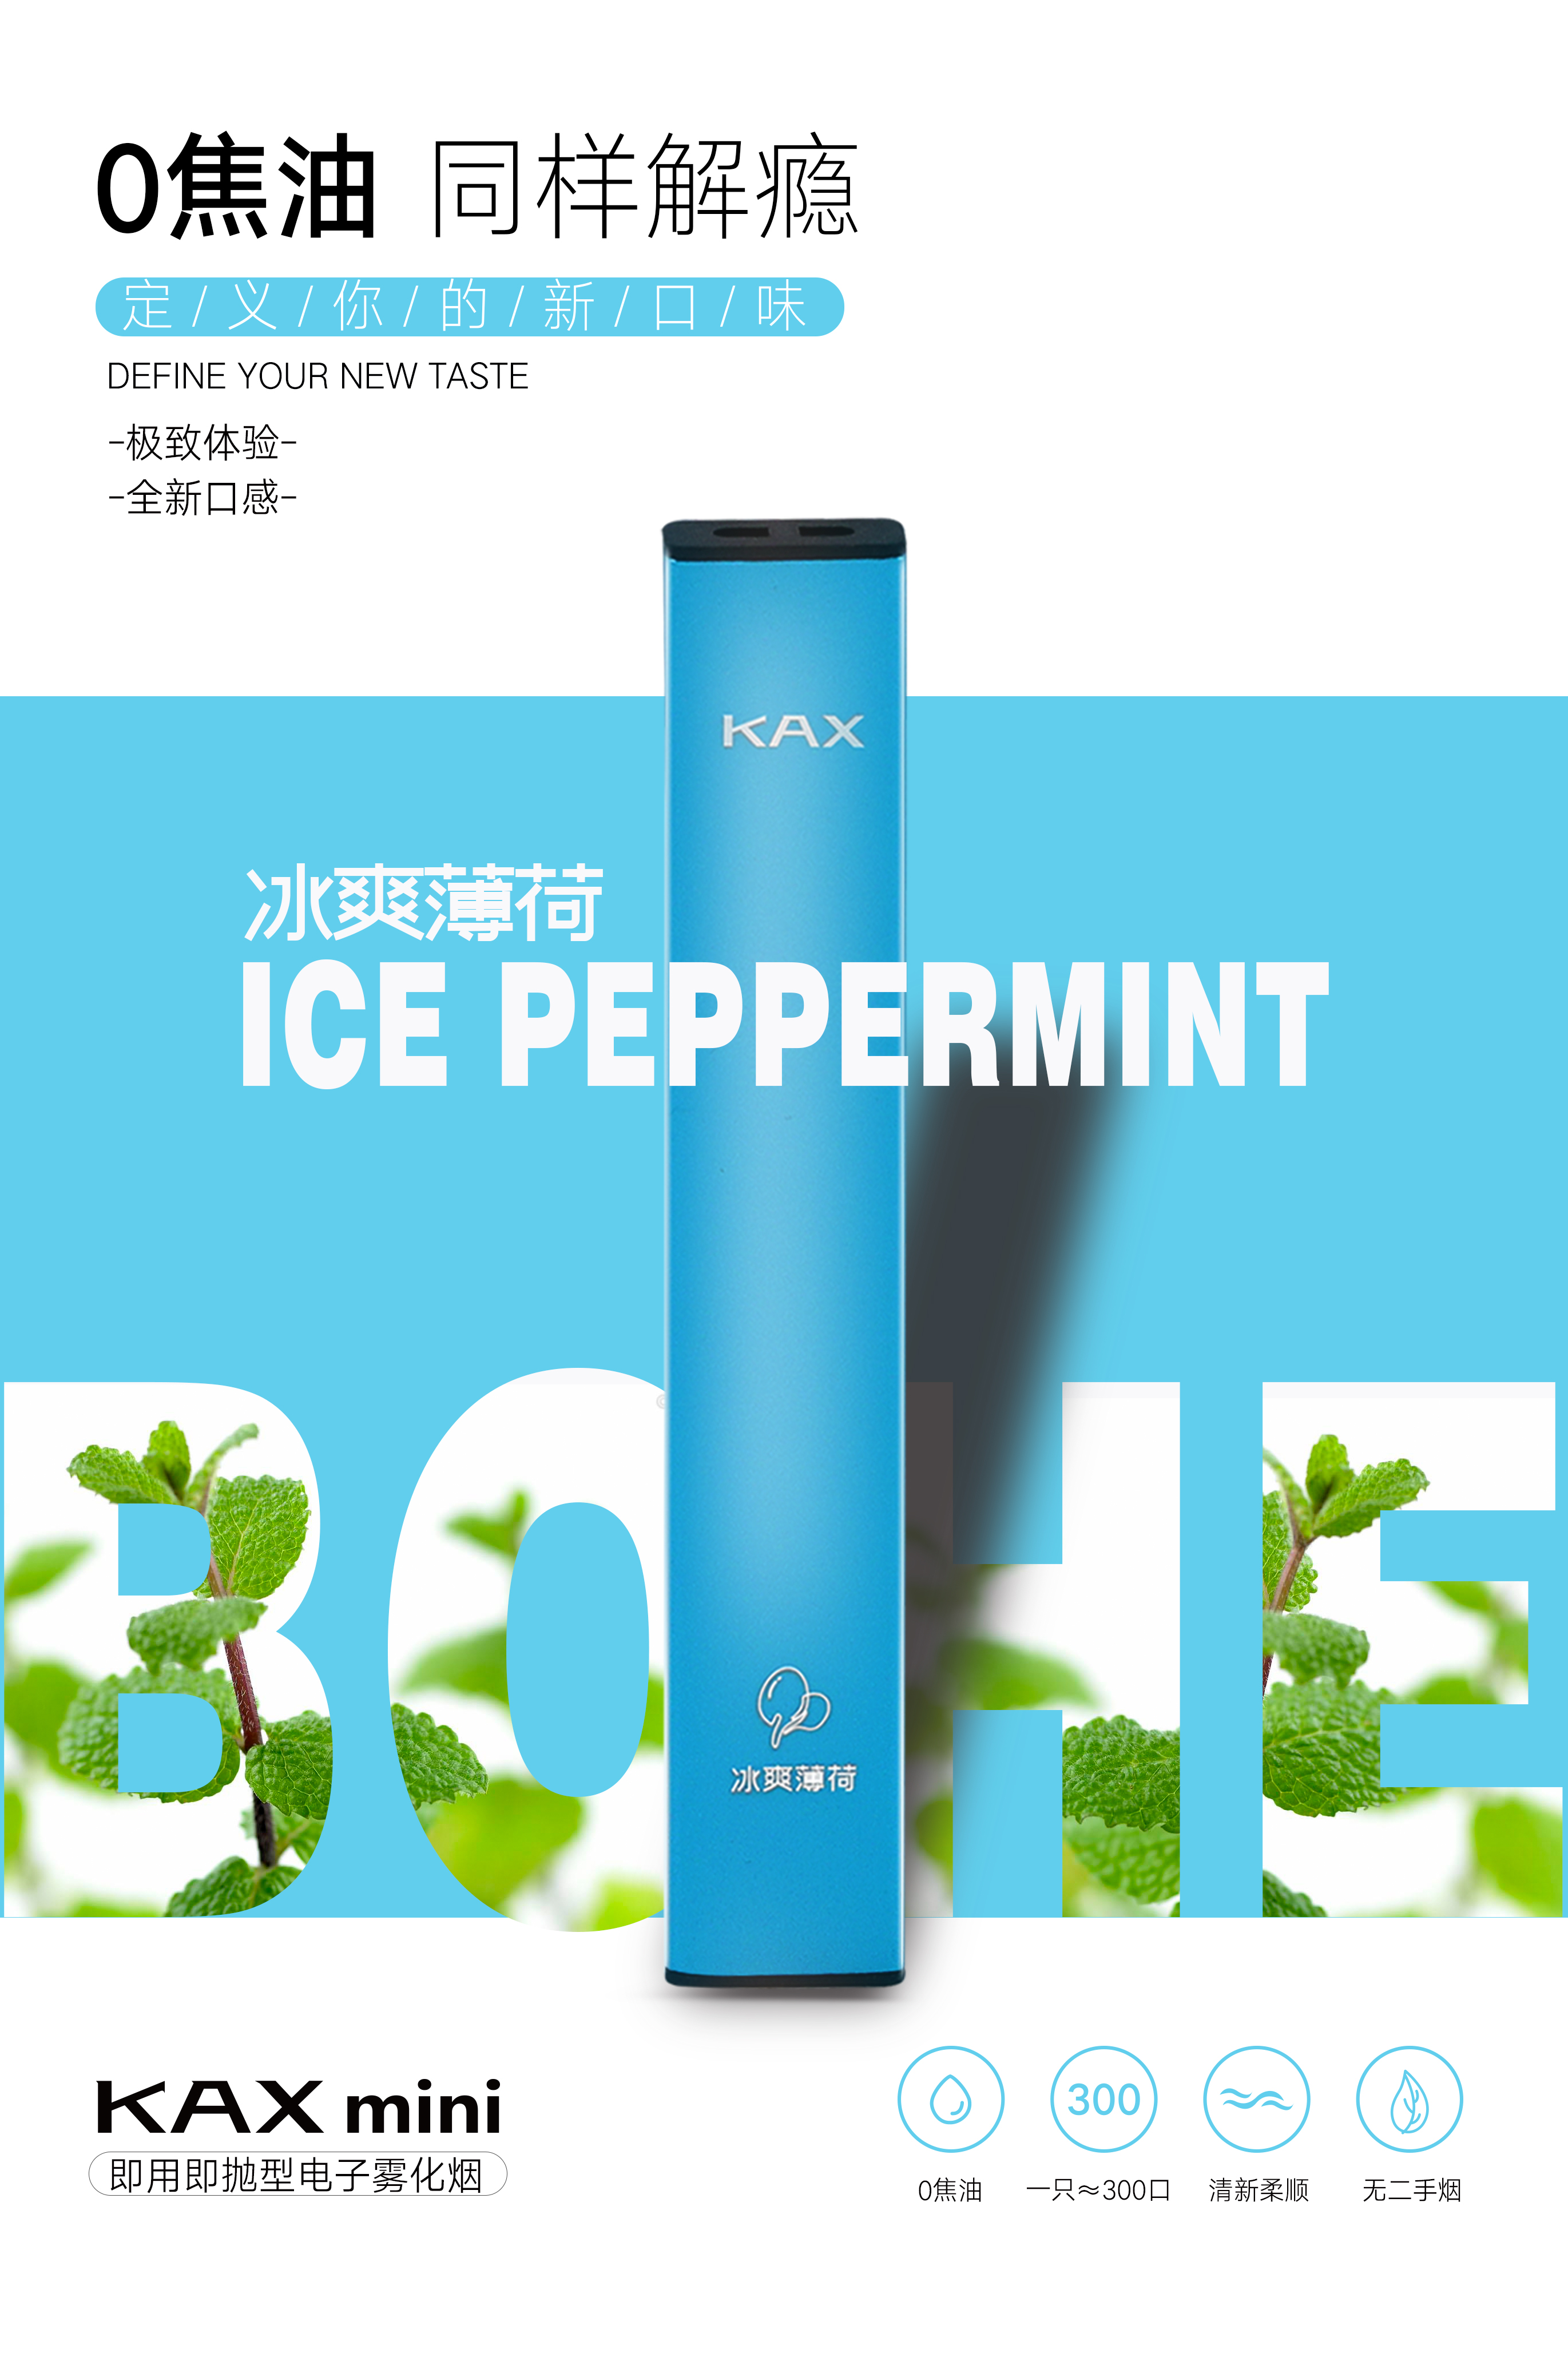 0焦油 同样解瘾
定/义/你/的/新/口/味
DEFINE YOUR NEW TASTE
-极致体验-
-全新口感-
KAX
冰爽薄荷
ICE PEPPERMINT
BOHE
冰爽薄荷
KAX mini
即用即抛型电子雾化烟
300
0焦油 一只≈300口 清新柔顺 无二手烟